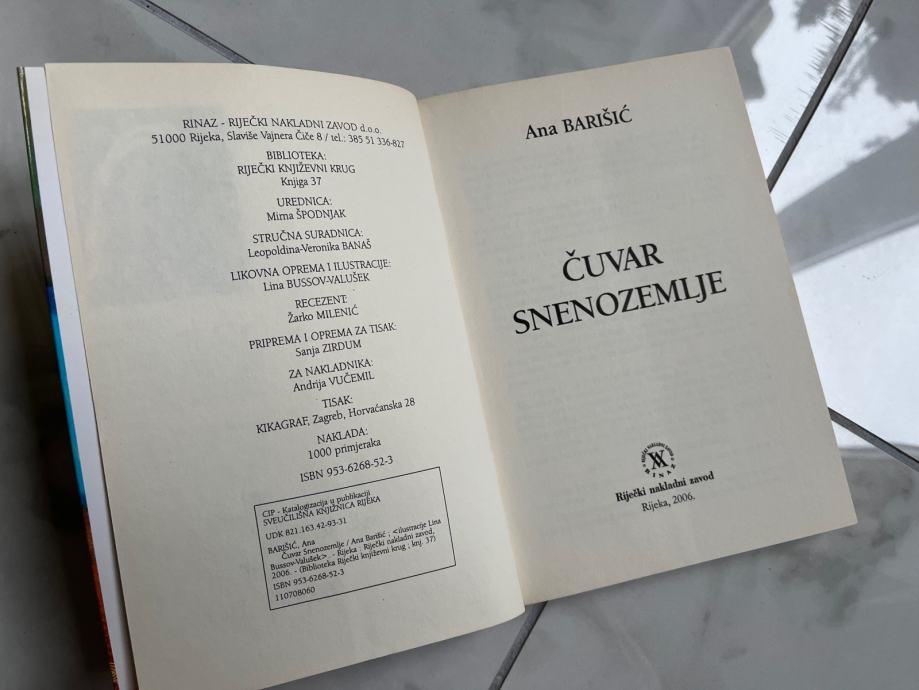 RINAZ - RIJEČKI NAKLADNI ZAVOD d.o.o.
51000 Rijeka, Slaviše Vajnera Čiče 8 / tel.: 385 51 336-827
BIBLIOTEKA:
RIJEČKI KNJIŽEVNI KRUG
Knjiga 37
UREDNICA:
Mirna ŠPODNJAK
STRUČNA SURADNICA:
Leopoldina-Veronika BANAŠ
LIKOVNA OPREMA I ILUSTRACIJE:
Lina BUSSOV-VALUŠEK
RECEZENT:
Žarko MILENIĆ
PRIPREMA I OPREMA ZA TISAK:
Sanja ZIRDUM
ZA NAKLADNIKA:
Andrija VUČEMIL
TISAK:
KIKAGRAF, Zagreb, Horvaćanska 28
NAKLADA:
1000 primjeraka
ISBN 953-6268-52-3
CIP - Katalogizacija u publikaciji
SVEUČILIŠNA KNJIŽNICA RIJEKA
UDK 821.163.42-93-31
BARIŠIĆ, Ana
Čuvar Snenozemlje / Ana Barišić ; <ilustracije Lina
Bussov-Valušek>. - Rijeka : Riječki nakladni zavod,
2006. - (Biblioteka Riječki književni krug ; knj. 37)
ISBN 953-6268-52-3
110708060
Ana BARIŠIĆ
ČUVAR
SNENOZEMLJE
RIJEČKI NAKLADNI ZAVOD
RINAZ
Riječki nakladni zavod
Rijeka, 2006.